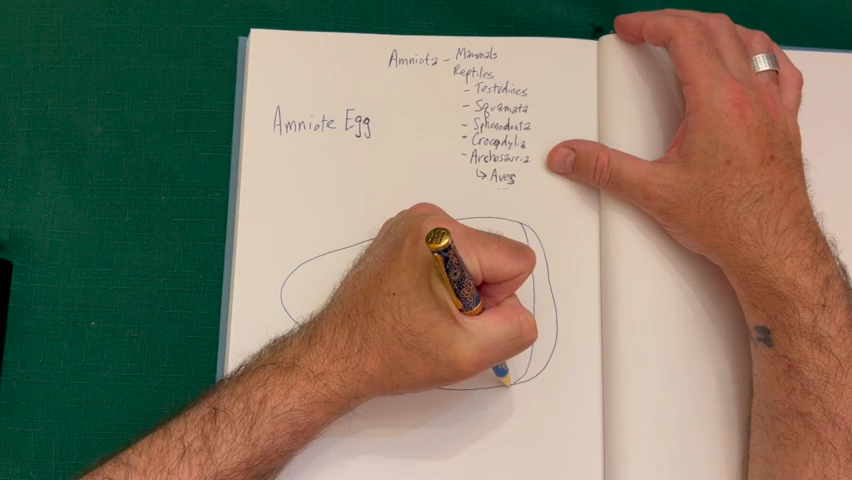 Amniota - Mammals
Reptiles
- Testudines
- Squamata
- Sphenodonta
- Crocodylia
- Archosauria
↳ Aves
Amniote Egg